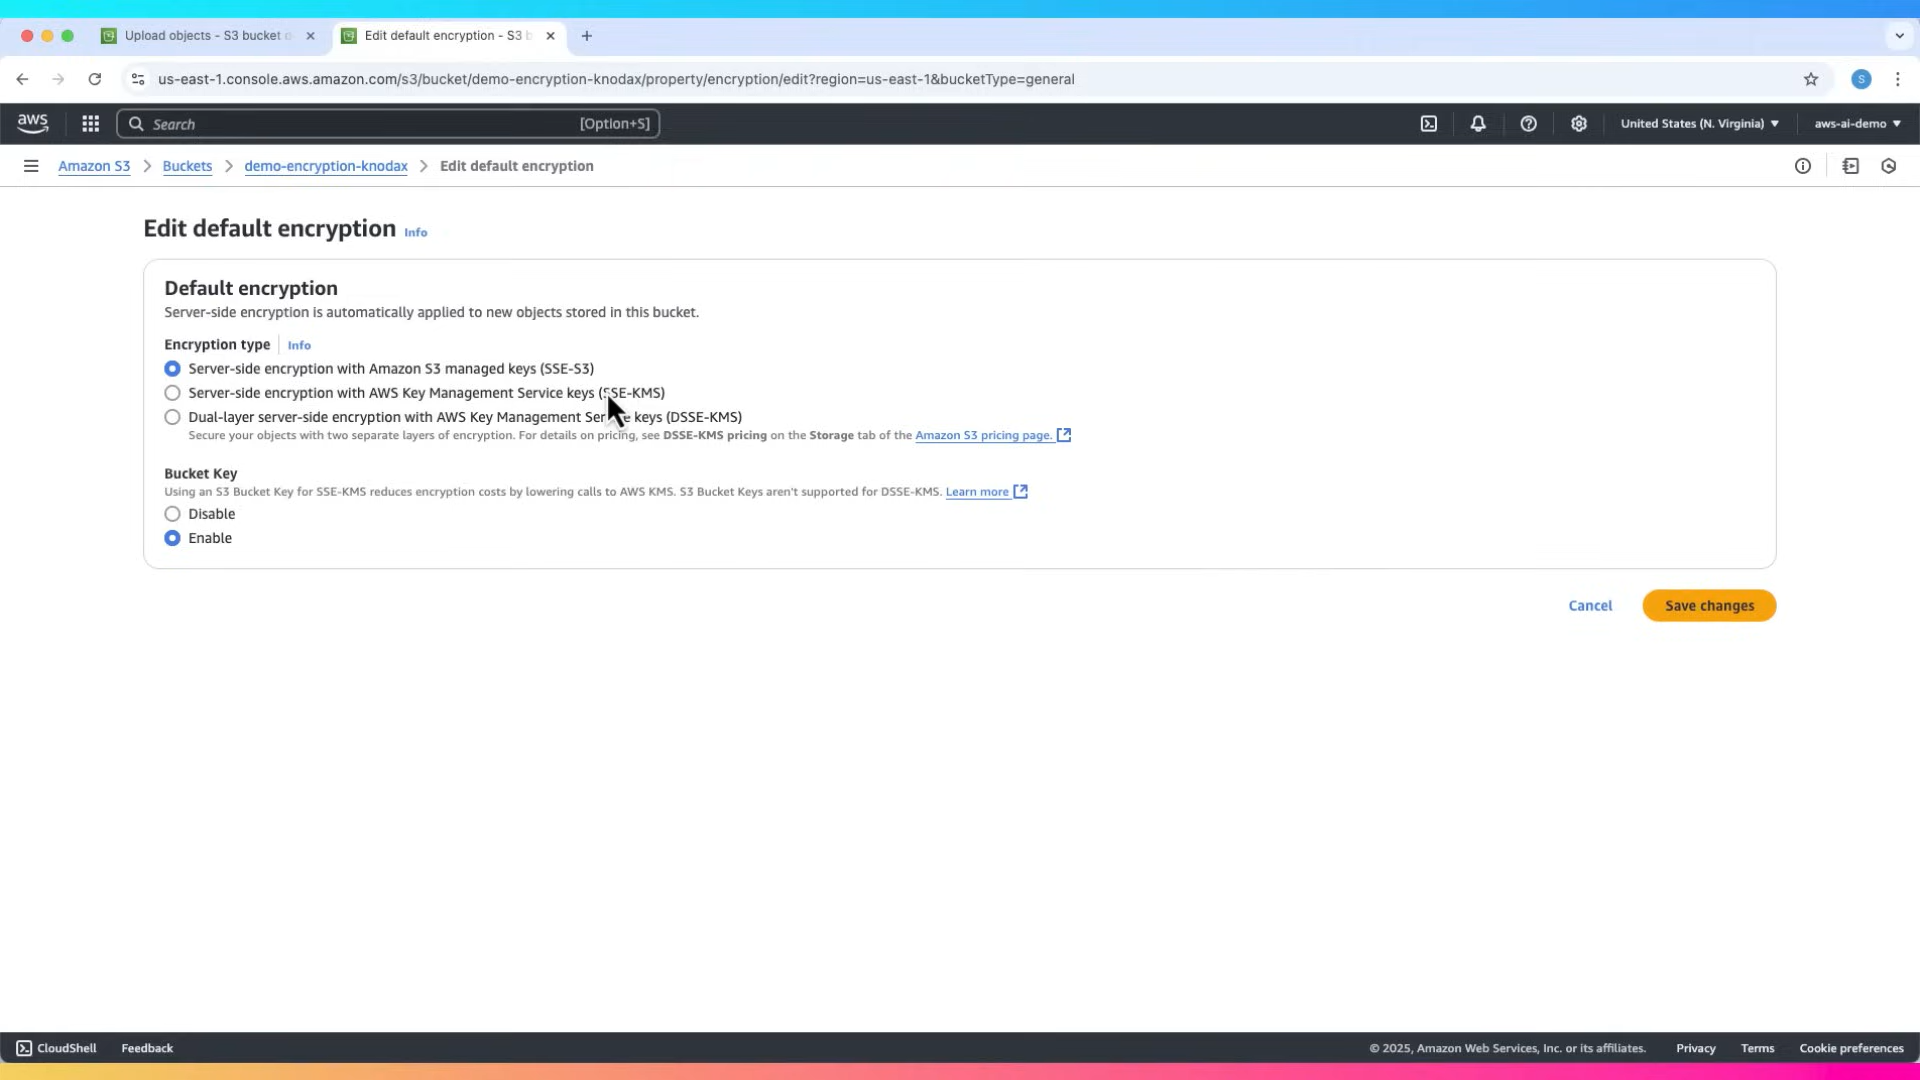 Upload objects - S3 bucket o
Edit default encryption - S3 b
us-east-1.console.aws.amazon.com/s3/bucket/demo-encryption-knodax/property/encryption/edit?region=us-east-1&bucketType=general
S
aws
Search
[Option+S]
United States (N. Virginia)
aws-ai-demo
Amazon S3 > Buckets > demo-encryption-knodax > Edit default encryption
Edit default encryption Info
Default encryption
Server-side encryption is automatically applied to new objects stored in this bucket.
Encryption type Info
Server-side encryption with Amazon S3 managed keys (SSE-S3)
Server-side encryption with AWS Key Management Service keys (SSE-KMS)
Dual-layer server-side encryption with AWS Key Management Service keys (DSSE-KMS)
Secure your objects with two separate layers of encryption. For details on pricing, see DSSE-KMS pricing on the Storage tab of the Amazon S3 pricing page.
Bucket Key
Using an S3 Bucket Key for SSE-KMS reduces encryption costs by lowering calls to AWS KMS. S3 Bucket Keys aren't supported for DSSE-KMS. Learn more
Disable
Enable
Cancel
Save changes
CloudShell
Feedback
© 2025, Amazon Web Services, Inc. or its affiliates.
Privacy
Terms
Cookie preferences